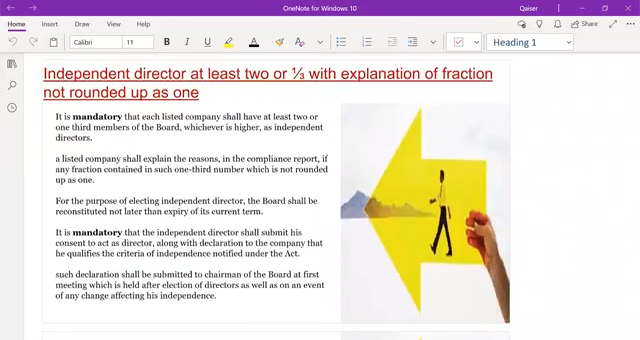 OneNote for Windows 10
Qaiser
Home
Insert
Draw
View
Help
Share
Calibri
11
B
I
U
A
Heading 1
Independent director at least two or ⅓ with explanation of fraction
not rounded up as one
It is mandatory that each listed company shall have at least two or
one third members of the Board, whichever is higher, as independent
directors.
a listed company shall explain the reasons, in the compliance report, if
any fraction contained in such one-third number which is not rounded
up as one.
For the purpose of electing independent director, the Board shall be
reconstituted not later than expiry of its current term.
It is mandatory that the independent director shall submit his
consent to act as director, along with declaration to the company that
he qualifies the criteria of independence notified under the Act.
such declaration shall be submitted to chairman of the Board at first
meeting which is held after election of directors as well as on an event
of any change affecting his independence.